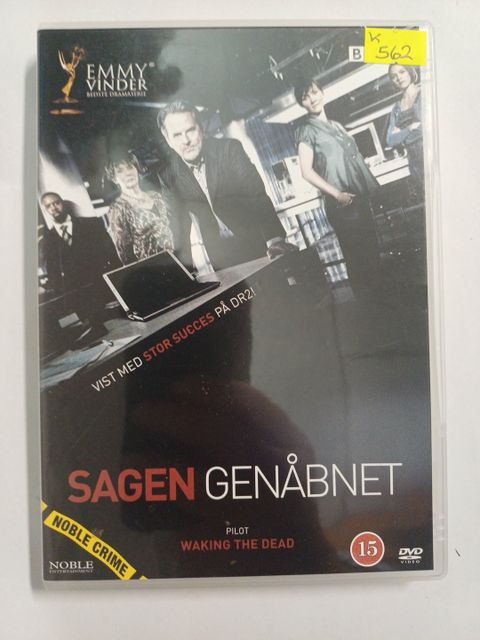 EMMY®
VINDER
BEDSTE DRAMASERIE
B
K
562
VIST MED STOR SUCCES PÅ DR2!
SAGEN GENÅBNET
PILOT
WAKING THE DEAD
NOBLE CRIME
NOBLE
ENTERTAINMENT
15
DVD
VIDEO